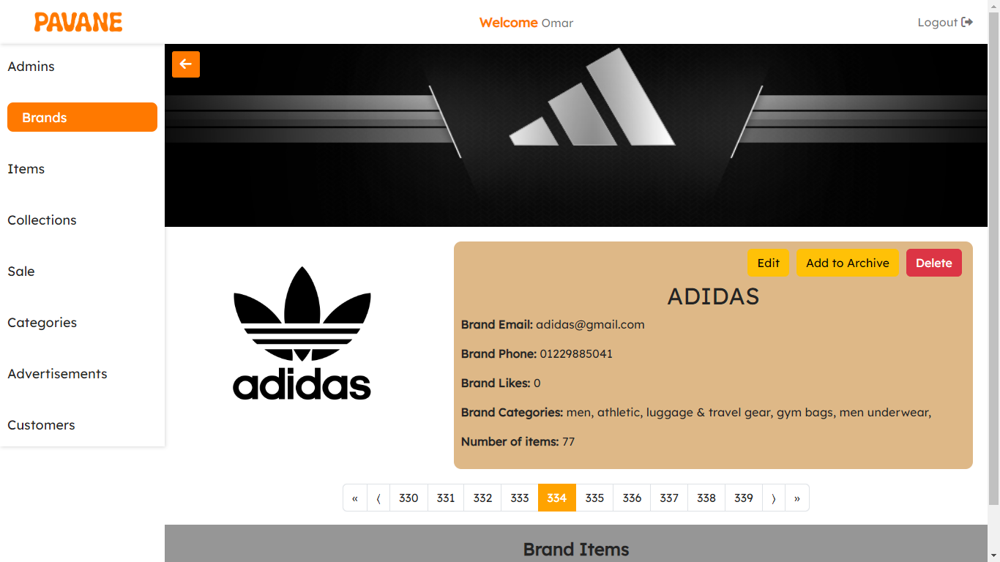 PAVANE
Welcome Omar
Logout
Admins
Brands
Items
Collections
Sale
Categories
Advertisements
Customers
adidas
Edit
Add to Archive
Delete
ADIDAS
Brand Email: adidas@gmail.com
Brand Phone: 01229885041
Brand Likes: 0
Brand Categories: men, athletic, luggage & travel gear, gym bags, men underwear,
Number of items: 77
« ⟨ 330 331 332 333 334 335 336 337 338 339 ⟩ »
Brand Items